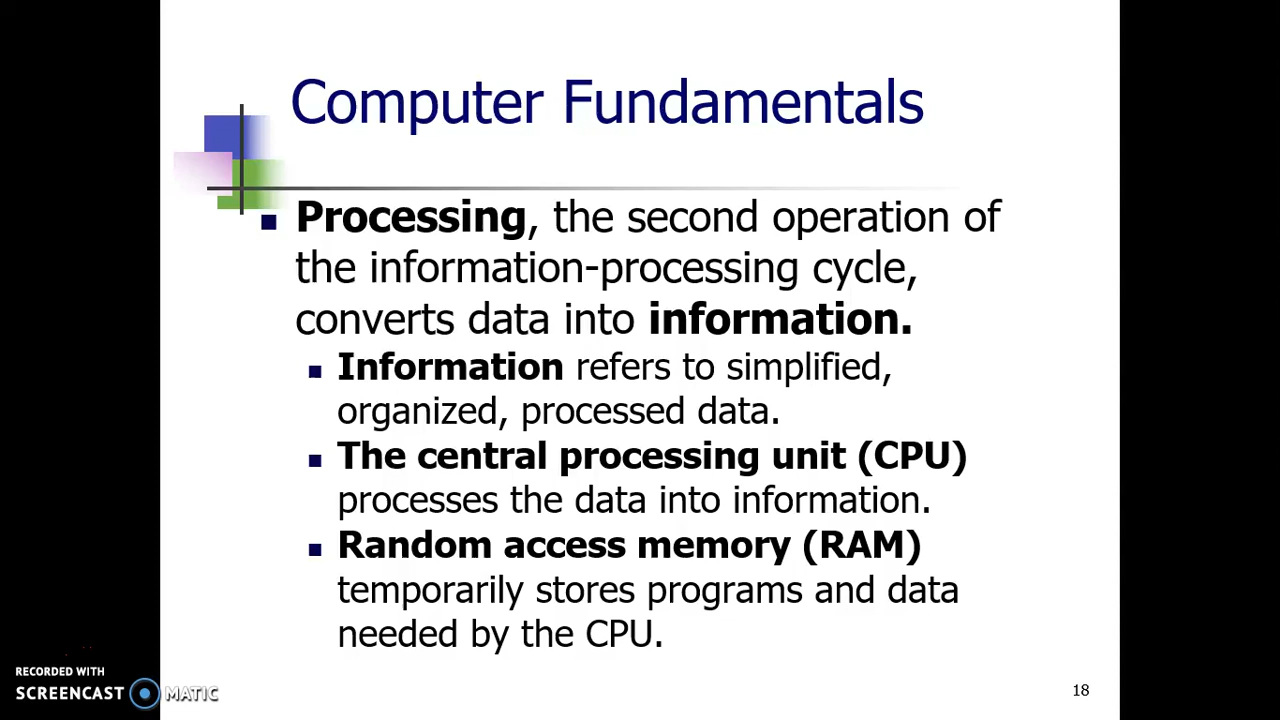 Computer Fundamentals
Processing, the second operation of
the information-processing cycle,
converts data into information.
Information refers to simplified,
organized, processed data.
The central processing unit (CPU)
processes the data into information.
Random access memory (RAM)
temporarily stores programs and data
needed by the CPU.
RECORDED WITH
SCREENCAST MATIC
18